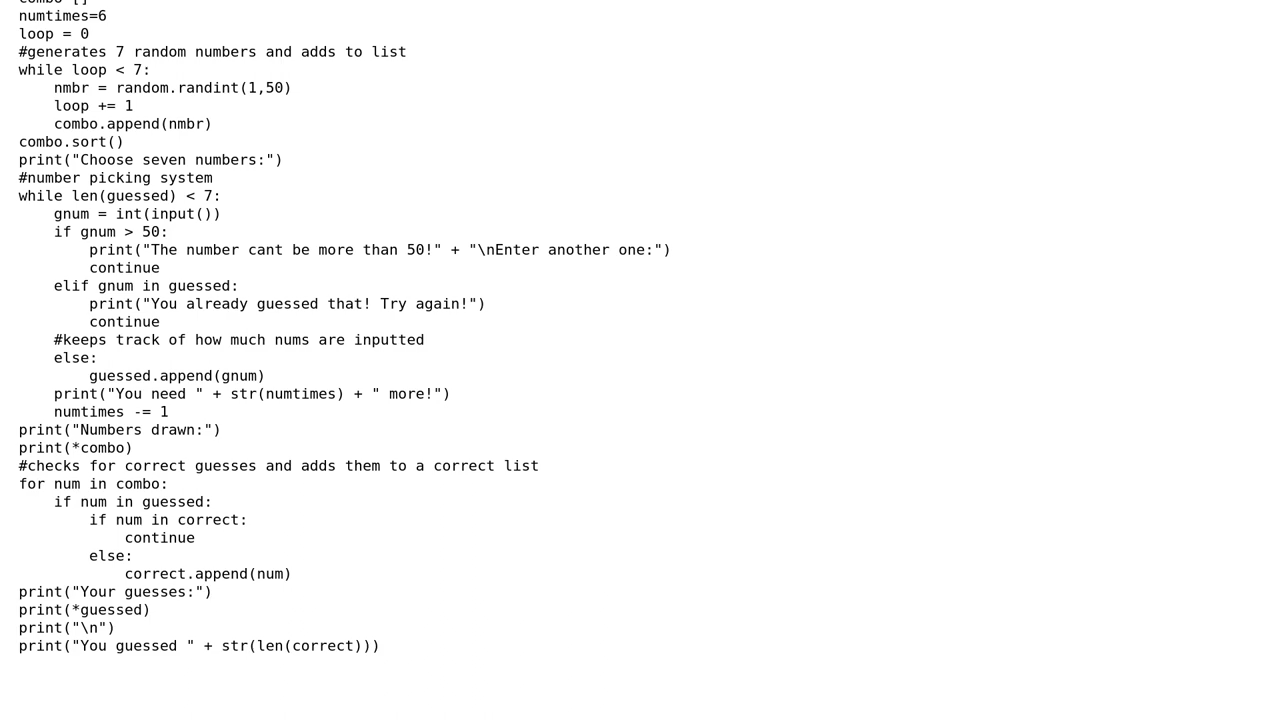 combo []
numtimes=6
loop = 0
#generates 7 random numbers and adds to list
while loop < 7:
    nmbr = random.randint(1,50)
    loop += 1
    combo.append(nmbr)
combo.sort()
print("Choose seven numbers:")
#number picking system
while len(guessed) < 7:
    gnum = int(input())
    if gnum > 50:
        print("The number cant be more than 50!" + "\nEnter another one:")
        continue
    elif gnum in guessed:
        print("You already guessed that! Try again!")
        continue
    #keeps track of how much nums are inputted
    else:
        guessed.append(gnum)
    print("You need " + str(numtimes) + " more!")
    numtimes -= 1
print("Numbers drawn:")
print(*combo)
#checks for correct guesses and adds them to a correct list
for num in combo:
    if num in guessed:
        if num in correct:
            continue
        else:
            correct.append(num)
print("Your guesses:")
print(*guessed)
print("\n")
print("You guessed " + str(len(correct)))